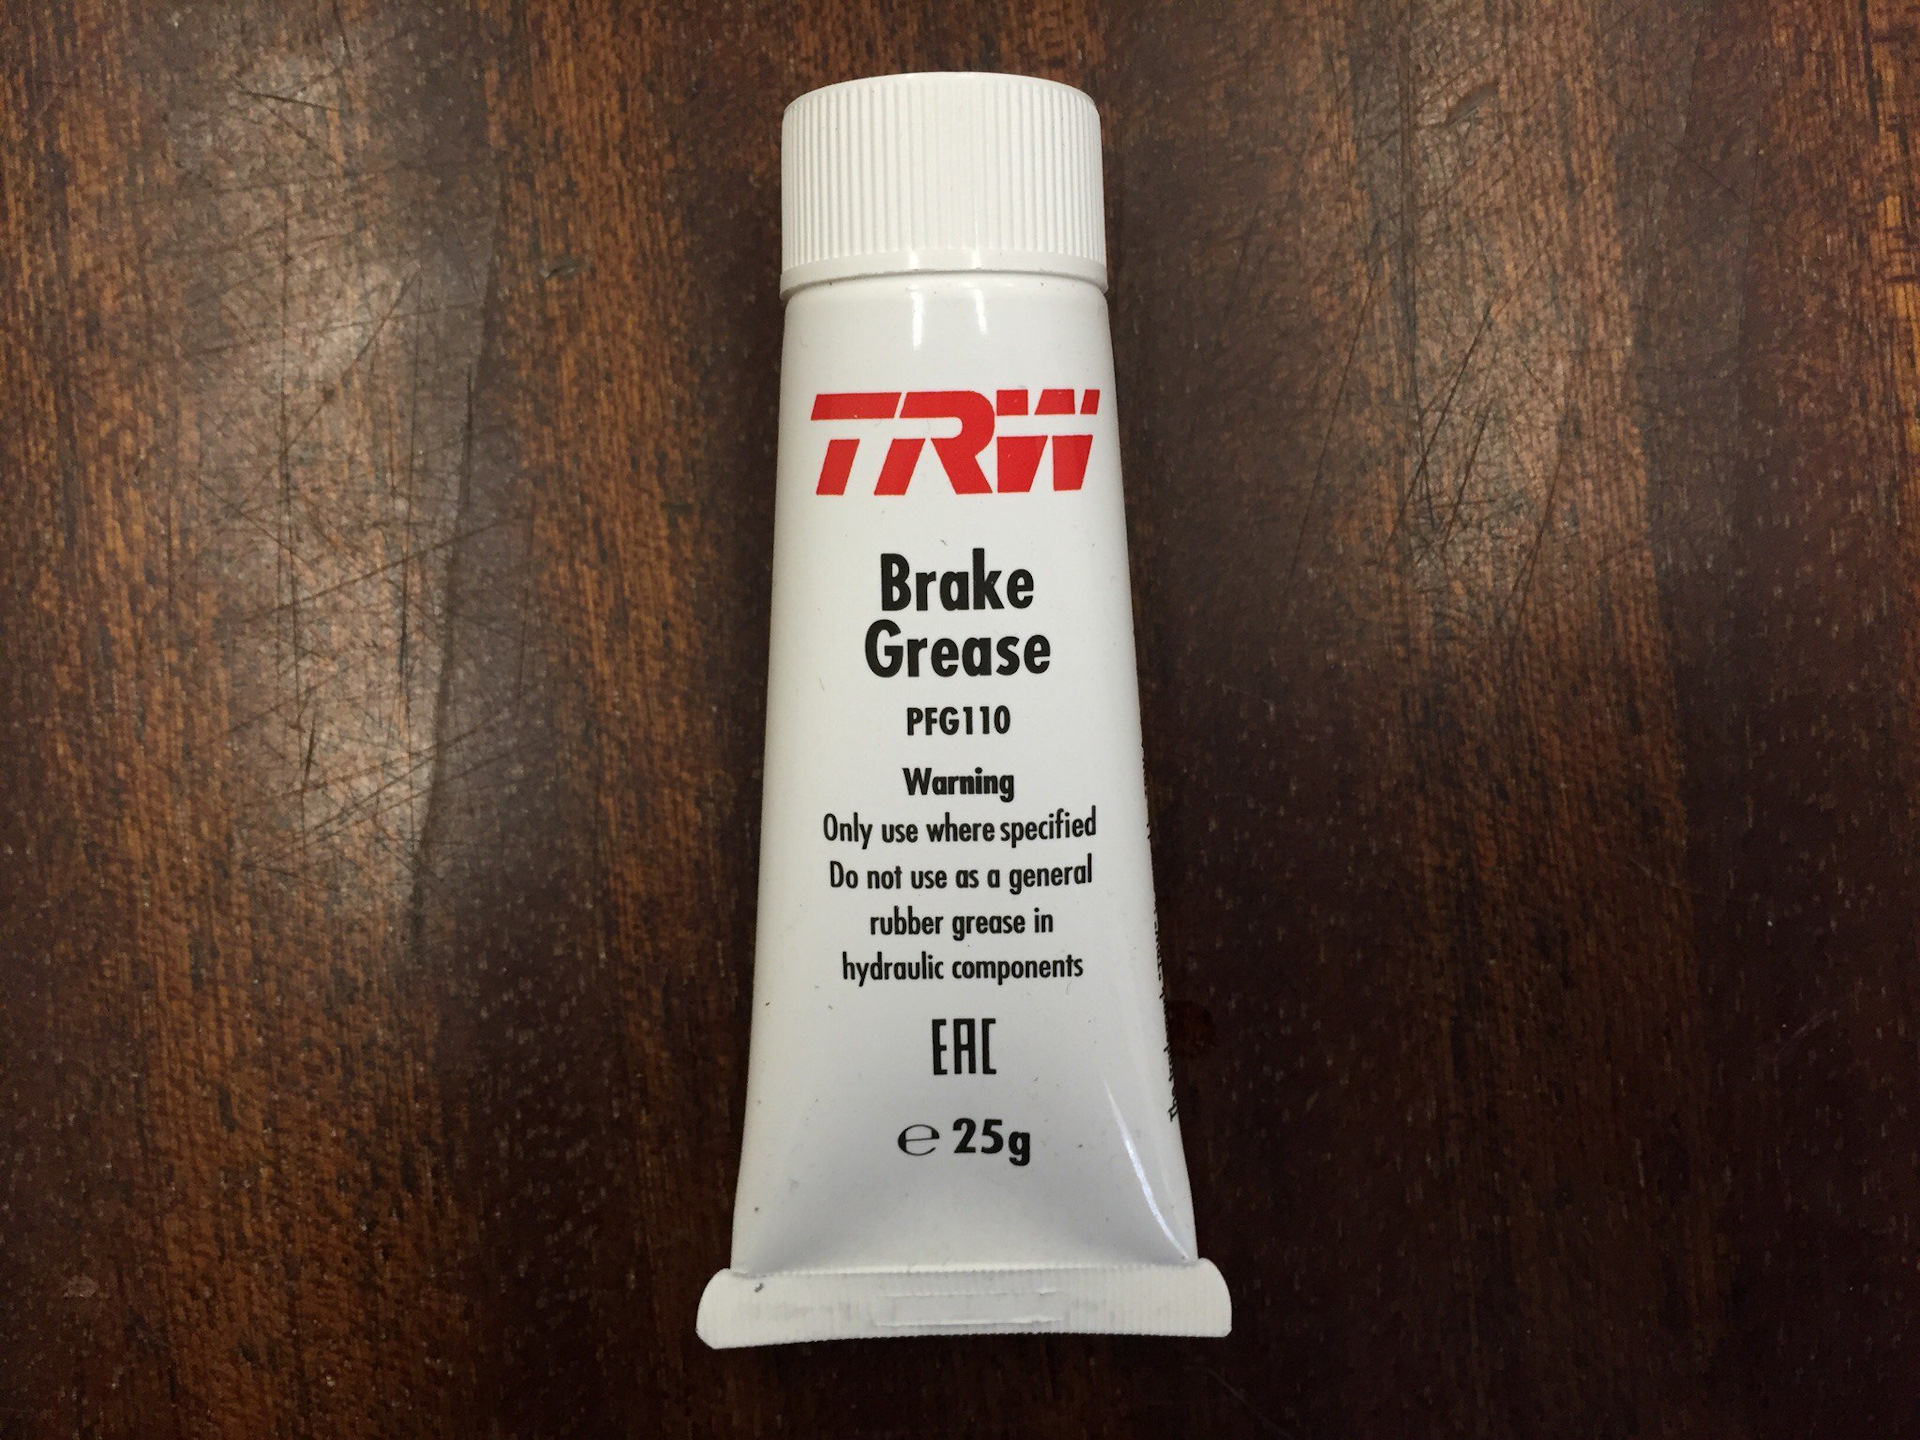 TRW
Brake
Grease
PFG110
Warning
Only use where specified
Do not use as a general
rubber grease in
hydraulic components
EAC
℮ 25g